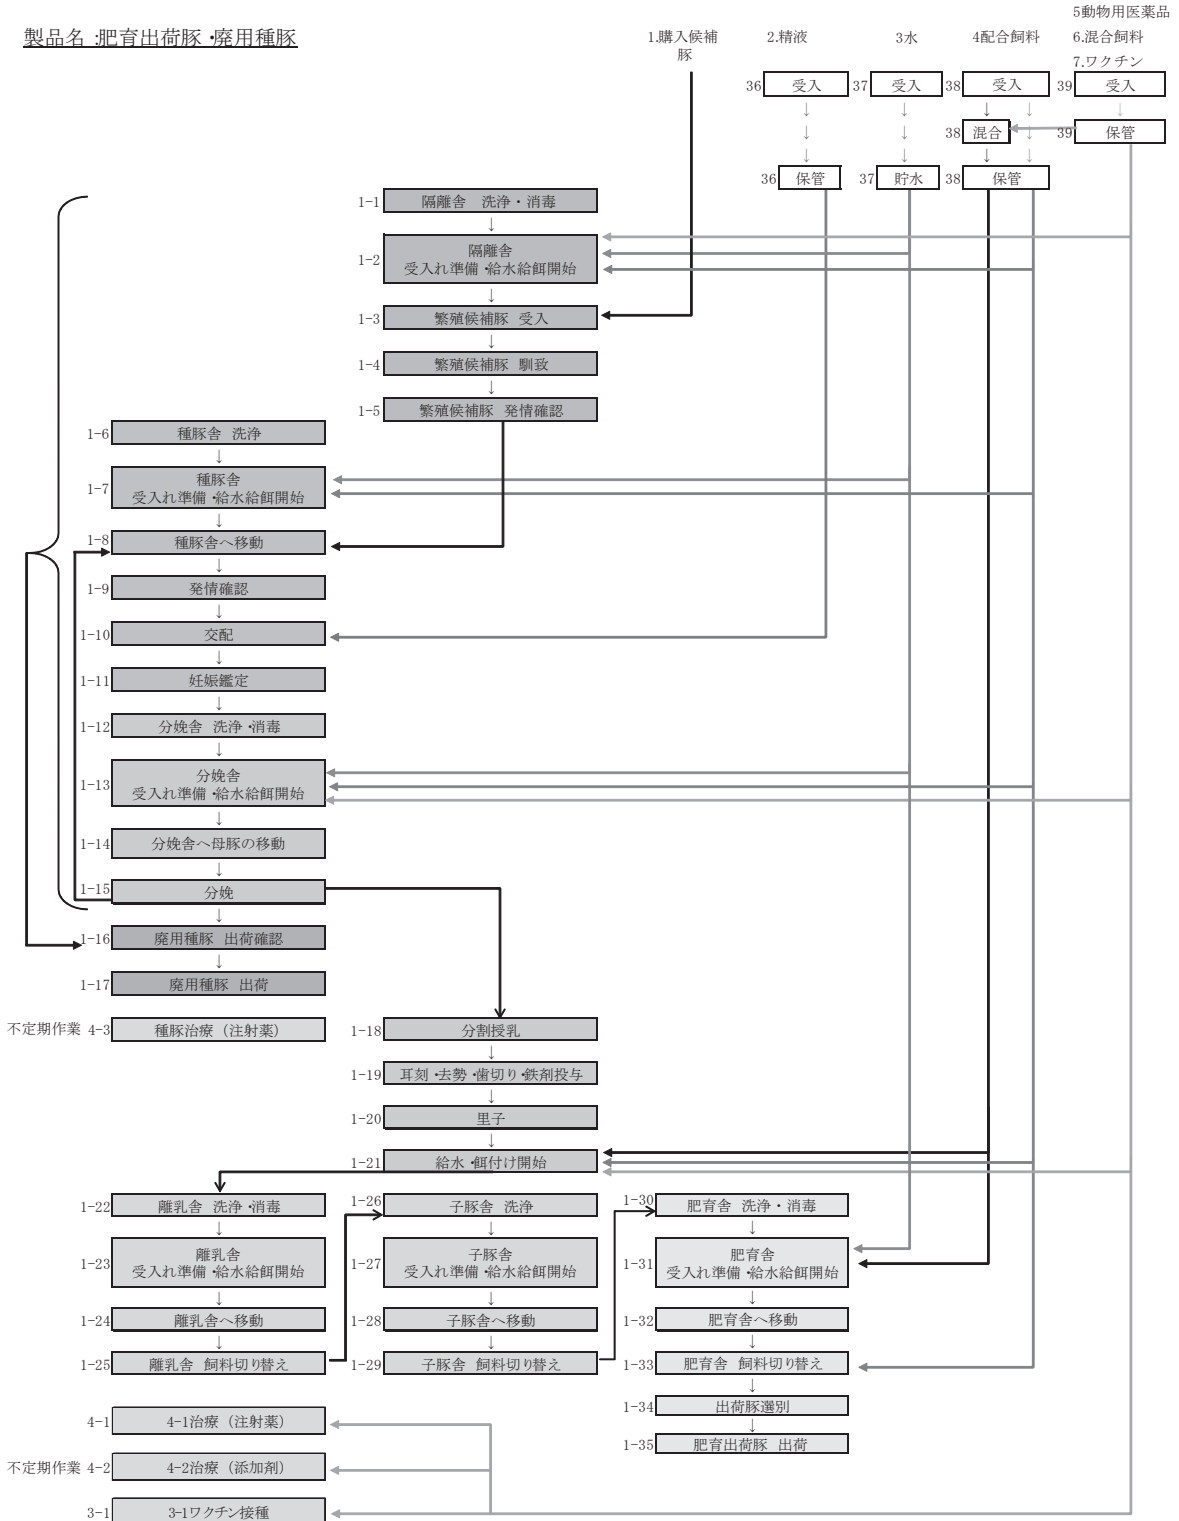 製品名 :肥育出荷豚・廃用種豚
1.購入候補
豚
2.精液
3水
4配合飼料
5動物用医薬品
6.混合飼料
7.ワクチン
36 受入
37 受入
38 受入
39 受入
38 混合
39 保管
36 保管
37 貯水
38 保管
1-1 隔離舎 洗浄・消毒
1-2 隔離舎
受入れ準備・給水給餌開始
1-3 繁殖候補豚 受入
1-4 繁殖候補豚 馴致
1-5 繁殖候補豚 発情確認
1-6 種豚舎 洗浄
1-7 種豚舎
受入れ準備・給水給餌開始
1-8 種豚舎へ移動
1-9 発情確認
1-10 交配
1-11 妊娠鑑定
1-12 分娩舎 洗浄・消毒
1-13 分娩舎
受入れ準備・給水給餌開始
1-14 分娩舎へ母豚の移動
1-15 分娩
1-16 廃用種豚 出荷確認
1-17 廃用種豚 出荷
不定期作業 4-3 種豚治療（注射薬）
1-18 分割授乳
1-19 耳刻・去勢・歯切り・鉄剤投与
1-20 里子
1-21 給水・餌付け開始
1-22 離乳舎 洗浄・消毒
1-23 離乳舎
受入れ準備・給水給餌開始
1-24 離乳舎へ移動
1-25 離乳舎 飼料切り替え
1-26 子豚舎 洗浄
1-27 子豚舎
受入れ準備・給水給餌開始
1-28 子豚舎へ移動
1-29 子豚舎 飼料切り替え
1-30 肥育舎 洗浄・消毒
1-31 肥育舎
受入れ準備・給水給餌開始
1-32 肥育舎へ移動
1-33 肥育舎 飼料切り替え
1-34 出荷豚選別
1-35 肥育出荷豚 出荷
4-1 4-1治療（注射薬）
不定期作業 4-2 4-2治療（添加剤）
3-1 3-1ワクチン接種